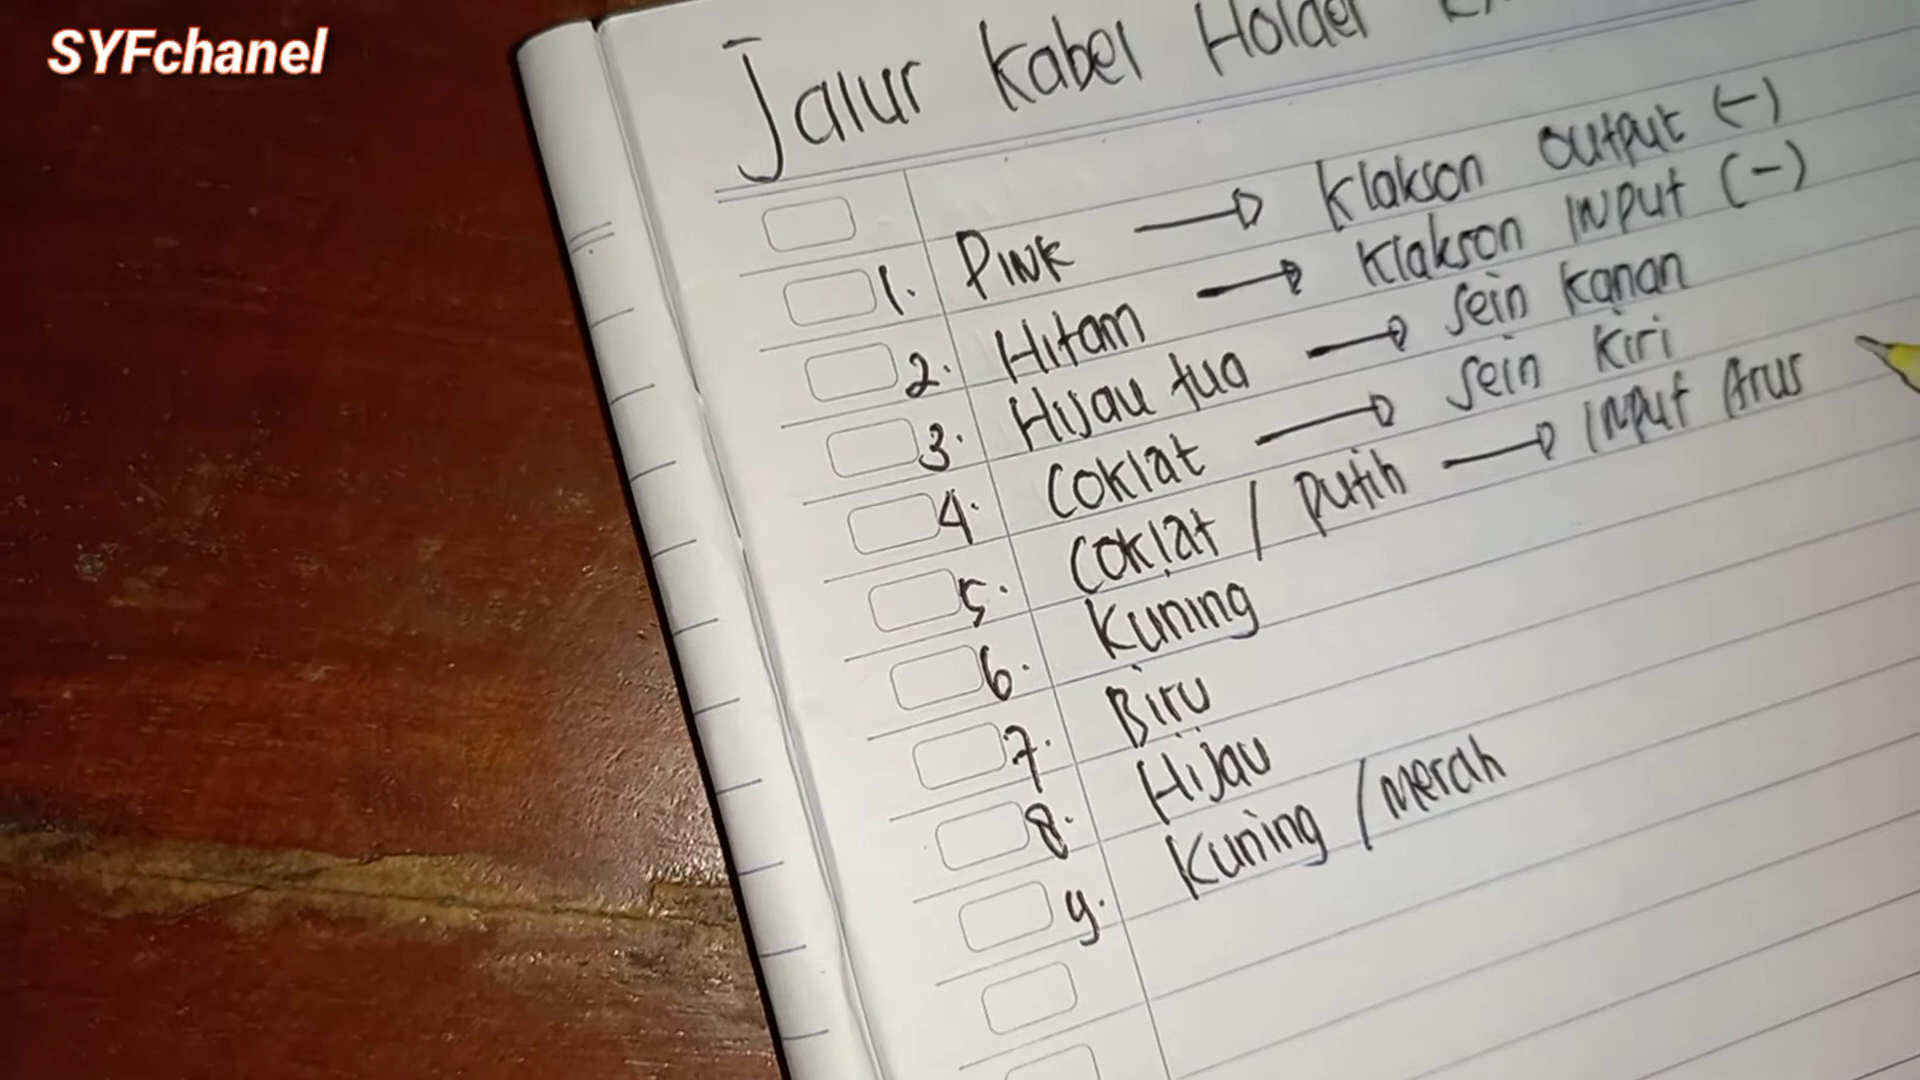 SYFchanel
Jalur Kabel Holder
1. Pink → Klakson output (-)
2. Hitam → Klakson input (-)
3. Hijau tua → Sein kanan
4. Coklat → Sein kiri
5. Coklat / putih → input Arus
6. Kuning
7. Biru
8. Hijau
9. Kuning / merah